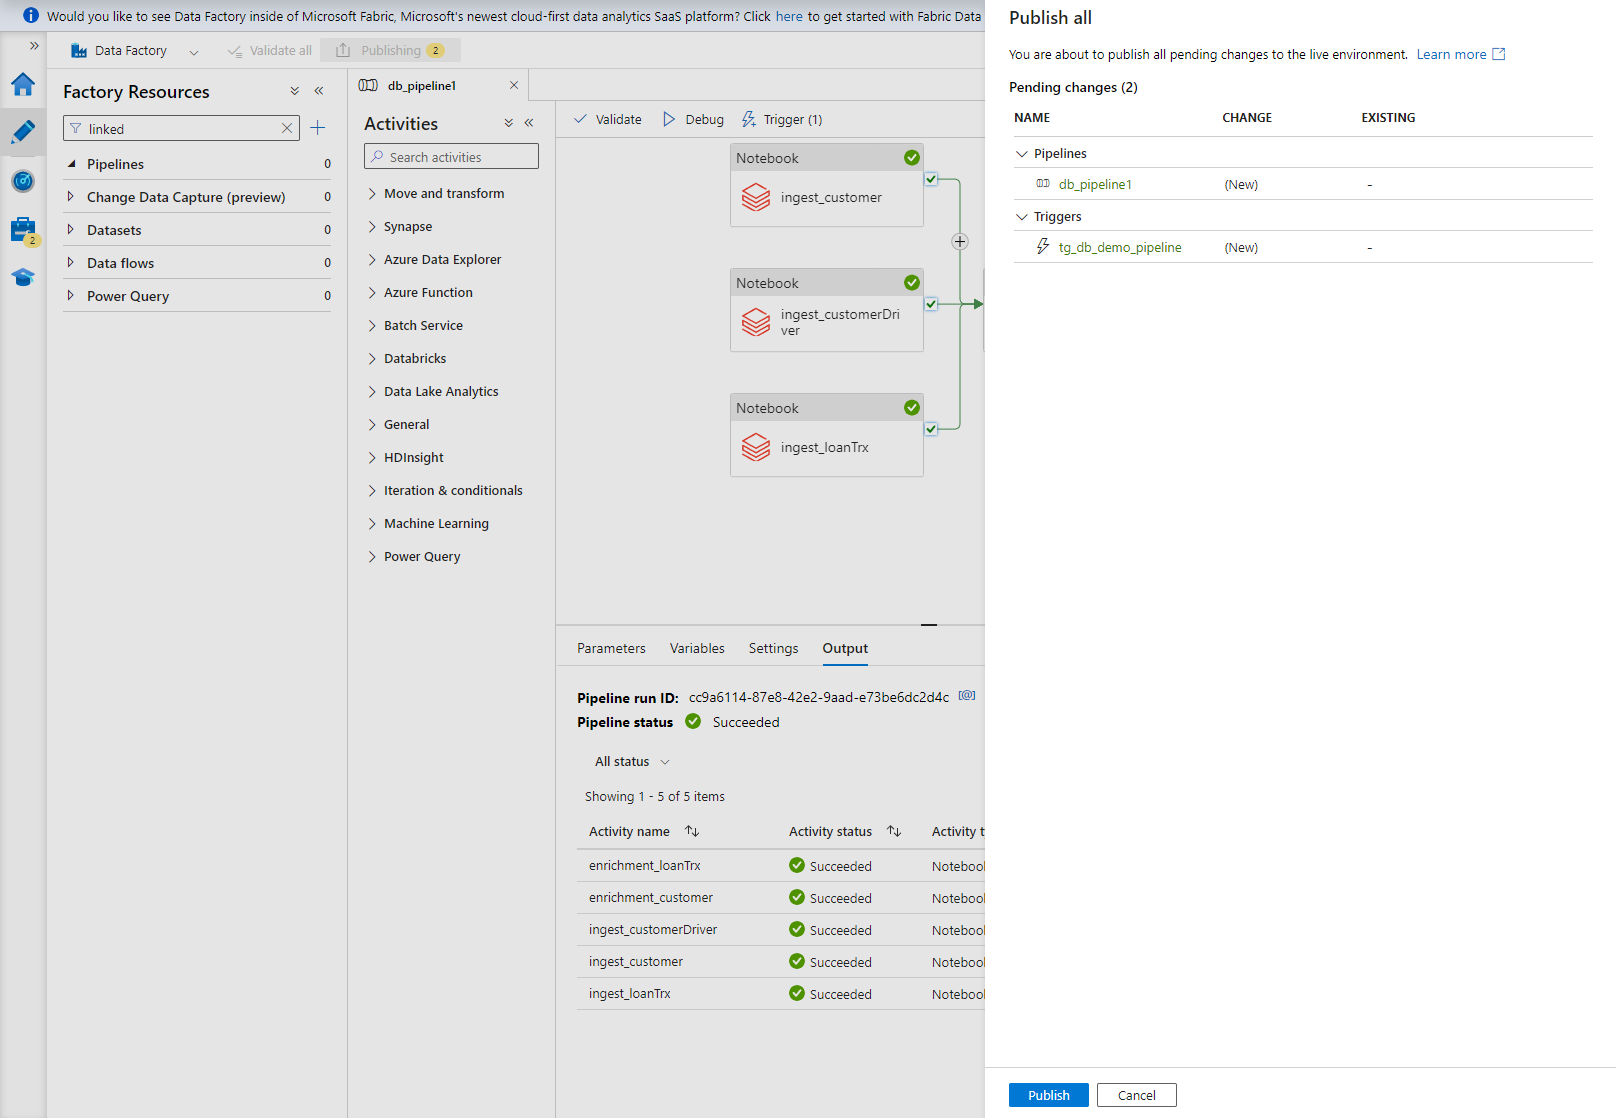 Would you like to see Data Factory inside of Microsoft Fabric, Microsoft's newest cloud-first data analytics SaaS platform? Click here to get started with Fabric Data
Data Factory
Validate all
Publishing 2
Factory Resources
linked
Pipelines 0
Change Data Capture (preview) 0
Datasets 0
Data flows 0
Power Query 0
2
db_pipeline1
Activities
Search activities
Move and transform
Synapse
Azure Data Explorer
Azure Function
Batch Service
Databricks
Data Lake Analytics
General
HDInsight
Iteration & conditionals
Machine Learning
Power Query
Validate
Debug
Trigger (1)
Notebook
ingest_customer
Notebook
ingest_customerDri
ver
Notebook
ingest_loanTrx
Parameters
Variables
Settings
Output
Pipeline run ID: cc9a6114-87e8-42e2-9aad-e73be6dc2d4c
Pipeline status Succeeded
All status
Showing 1 - 5 of 5 items
Activity name Activity status Activity t
enrichment_loanTrx Succeeded Noteboo
enrichment_customer Succeeded Noteboo
ingest_customerDriver Succeeded Noteboo
ingest_customer Succeeded Noteboo
ingest_loanTrx Succeeded Noteboo
Publish all
You are about to publish all pending changes to the live environment. Learn more
Pending changes (2)
NAME CHANGE EXISTING
Pipelines
db_pipeline1 (New) -
Triggers
tg_db_demo_pipeline (New) -
Publish
Cancel